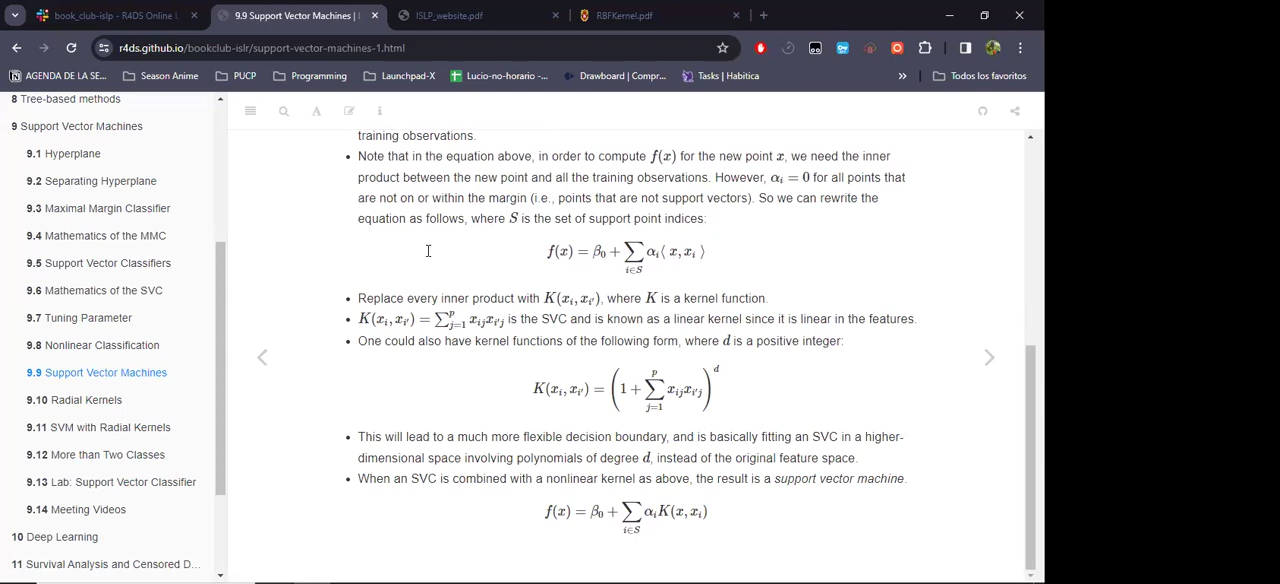 book_club-islp - R4DS Online L
9.9 Support Vector Machines |
ISLP_website.pdf
RBFKernel.pdf
r4ds.github.io/bookclub-islr/support-vector-machines-1.html
AGENDA DE LA SE...
Season Anime
PUCP
Programming
Launchpad-X
Lucio-no-horario -...
Drawboard | Compr...
Tasks | Habitica
»
Todos los favoritos
8 Tree-based methods
9 Support Vector Machines
9.1 Hyperplane
9.2 Separating Hyperplane
9.3 Maximal Margin Classifier
9.4 Mathematics of the MMC
9.5 Support Vector Classifiers
9.6 Mathematics of the SVC
9.7 Tuning Parameter
9.8 Nonlinear Classification
9.9 Support Vector Machines
9.10 Radial Kernels
9.11 SVM with Radial Kernels
9.12 More than Two Classes
9.13 Lab: Support Vector Classifier
9.14 Meeting Videos
10 Deep Learning
11 Survival Analysis and Censored D...
training observations.
• Note that in the equation above, in order to compute f(x) for the new point x, we need the inner
product between the new point and all the training observations. However, αᵢ = 0 for all points that
are not on or within the margin (i.e., points that are not support vectors). So we can rewrite the
equation as follows, where S is the set of support point indices:
f(x) = β₀ + ∑_{i∈S} αᵢ⟨ x, xᵢ ⟩
• Replace every inner product with K(xᵢ, xᵢ′), where K is a kernel function.
• K(xᵢ, xᵢ′) = ∑_{j=1}^{p} x_{ij}x_{i′j} is the SVC and is known as a linear kernel since it is linear in the features.
• One could also have kernel functions of the following form, where d is a positive integer:
K(xᵢ, xᵢ′) = (1 + ∑_{j=1}^{p} x_{ij}x_{i′j})^d
• This will lead to a much more flexible decision boundary, and is basically fitting an SVC in a higher-
dimensional space involving polynomials of degree d, instead of the original feature space.
• When an SVC is combined with a nonlinear kernel as above, the result is a support vector machine.
f(x) = β₀ + ∑_{i∈S} αᵢK(x, xᵢ)